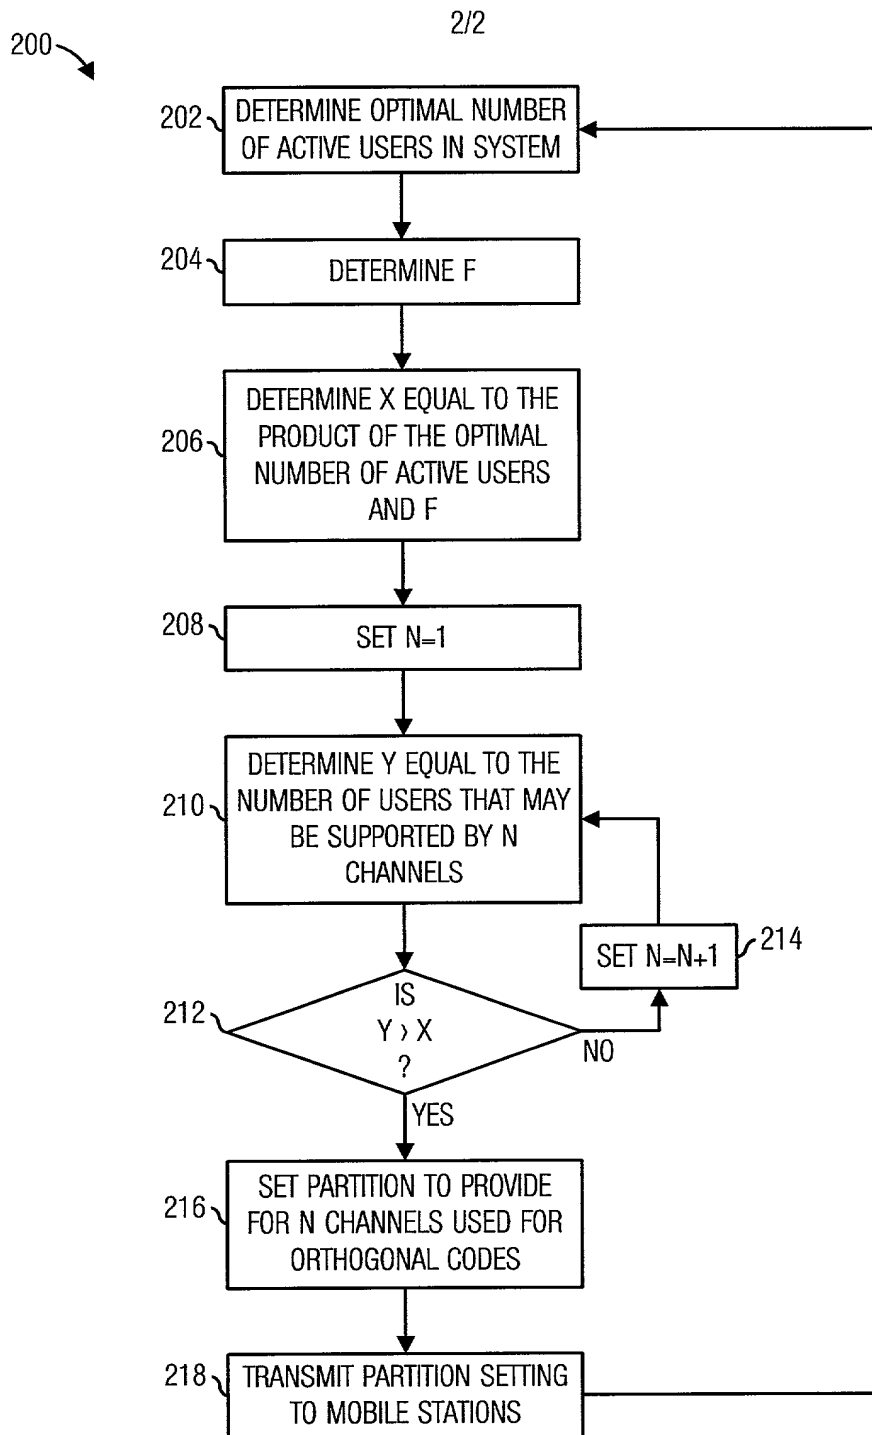 2/2
200
202
DETERMINE OPTIMAL NUMBER
OF ACTIVE USERS IN SYSTEM
204
DETERMINE F
206
DETERMINE X EQUAL TO THE
PRODUCT OF THE OPTIMAL
NUMBER OF ACTIVE USERS
AND F
208
SET N=1
210
DETERMINE Y EQUAL TO THE
NUMBER OF USERS THAT MAY
BE SUPPORTED BY N
CHANNELS
SET N=N+1
214
212
IS
Y > X
?
NO
YES
216
SET PARTITION TO PROVIDE
FOR N CHANNELS USED FOR
ORTHOGONAL CODES
218
TRANSMIT PARTITION SETTING
TO MOBILE STATIONS